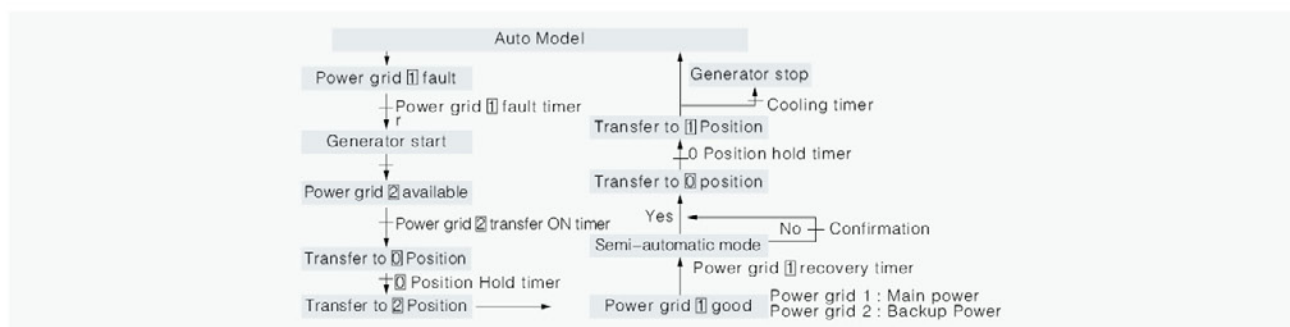 Auto Model
Power grid 1 fault
Power grid 1 fault timer
r
Generator start
Power grid 2 available
Power grid 2 transfer ON timer
Transfer to 0 Position
0 Position Hold timer
Transfer to 2 Position
Power grid 1 good
Power grid 1 : Main power
Power grid 2 : Backup Power
Power grid 1 recovery timer
Semi-automatic mode
No
Confirmation
Yes
Transfer to 0 position
0 Position hold timer
Transfer to 1 Position
Cooling timer
Generator stop